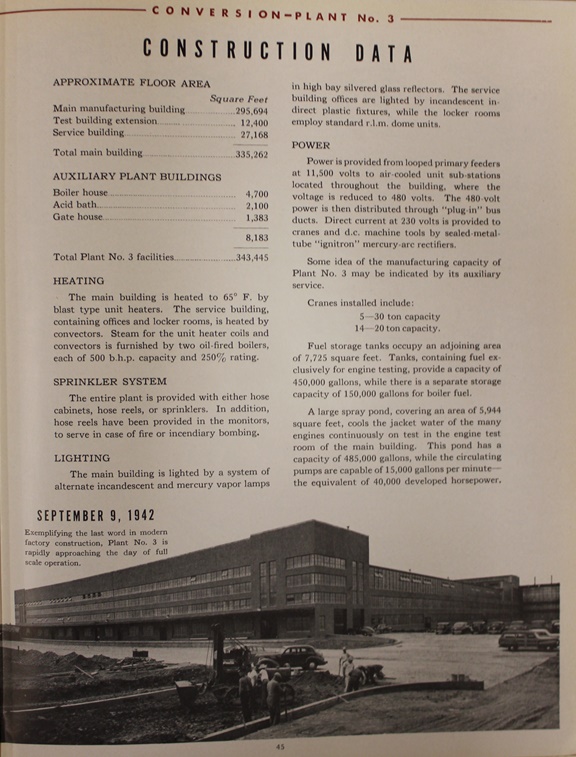 CONVERSION—PLANT No. 3
CONSTRUCTION DATA
APPROXIMATE FLOOR AREA
Square Feet
Main manufacturing building 295,694
Test building extension 12,400
Service building 27,168
Total main building 335,262
AUXILIARY PLANT BUILDINGS
Boiler house 4,700
Acid bath 2,100
Gate house 1,383
8,183
Total Plant No. 3 facilities 343,445
HEATING
The main building is heated to 65° F. by
blast type unit heaters. The service building,
containing offices and locker rooms, is heated by
convectors. Steam for the unit heater coils and
convectors is furnished by two oil-fired boilers,
each of 500 b.h.p. capacity and 250% rating.
SPRINKLER SYSTEM
The entire plant is provided with either hose
cabinets, hose reels, or sprinklers. In addition,
hose reels have been provided in the monitors,
to serve in case of fire or incendiary bombing.
LIGHTING
The main building is lighted by a system of
alternate incandescent and mercury vapor lamps
in high bay silvered glass reflectors. The service
building offices are lighted by incandescent in-
direct plastic fixtures, while the locker rooms
employ standard r.l.m. dome units.
POWER
Power is provided from looped primary feeders
at 11,500 volts to air-cooled unit sub-stations
located throughout the building, where the
voltage is reduced to 480 volts. The 480-volt
power is then distributed through "plug-in" bus
ducts. Direct current at 230 volts is provided to
cranes and d.c. machine tools by sealed-metal-
tube "ignitron" mercury-arc rectifiers.
Some idea of the manufacturing capacity of
Plant No. 3 may be indicated by its auxiliary
service.
Cranes installed include:
5—30 ton capacity
14—20 ton capacity.
Fuel storage tanks occupy an adjoining area
of 7,725 square feet. Tanks, containing fuel ex-
clusively for engine testing, provide a capacity of
450,000 gallons, while there is a separate storage
capacity of 150,000 gallons for boiler fuel.
A large spray pond, covering an area of 5,944
square feet, cools the jacket water of the many
engines continuously on test in the engine test
room of the main building. This pond has a
capacity of 485,000 gallons, while the circulating
pumps are capable of 15,000 gallons per minute—
the equivalent of 40,000 developed horsepower.
SEPTEMBER 9, 1942
Exemplifying the last word in modern
factory construction, Plant No. 3 is
rapidly approaching the day of full
scale operation.
45